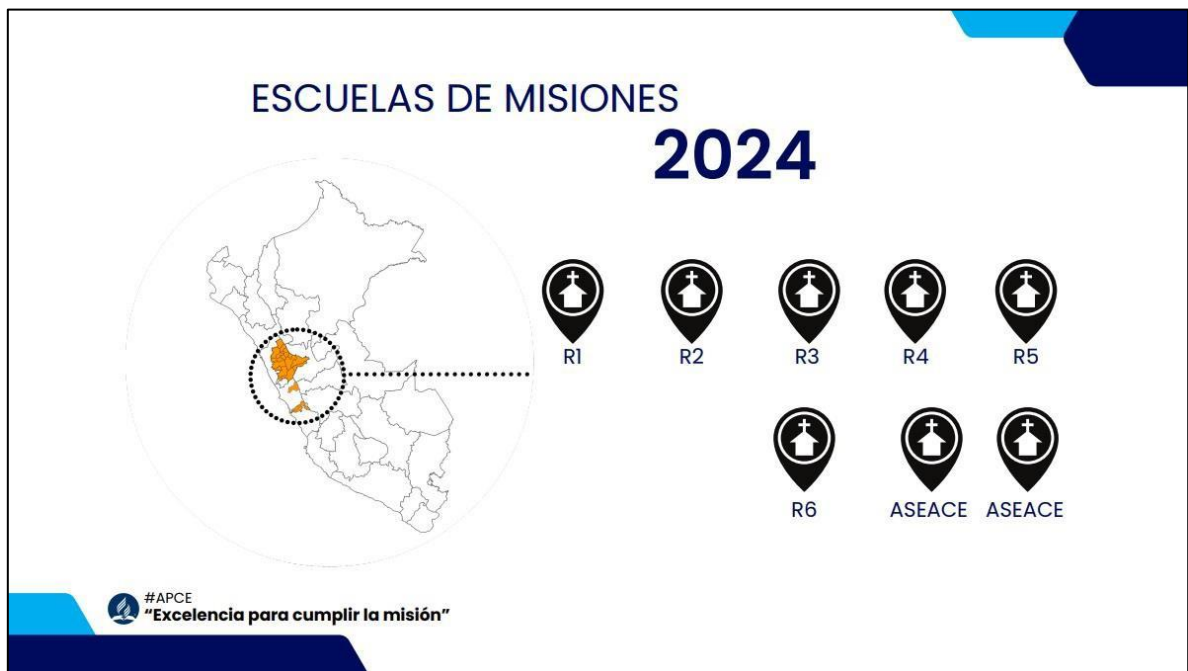 ESCUELAS DE MISIONES
2024
R1 R2 R3 R4 R5
R6 ASEACE ASEACE
#APCE
“Excelencia para cumplir la misión”